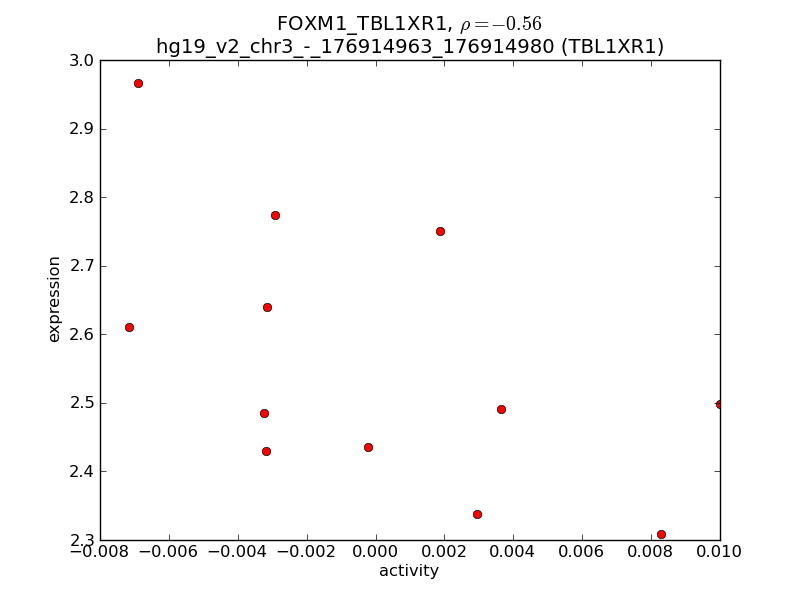 FOXM1_TBL1XR1, ρ = −0.56
hg19_v2_chr3_-_176914963_176914980 (TBL1XR1)
3.0
2.9
2.8
2.7
2.6
2.5
2.4
2.3
expression
−0.008 −0.006 −0.004 −0.002 0.000 0.002 0.004 0.006 0.008 0.010
activity